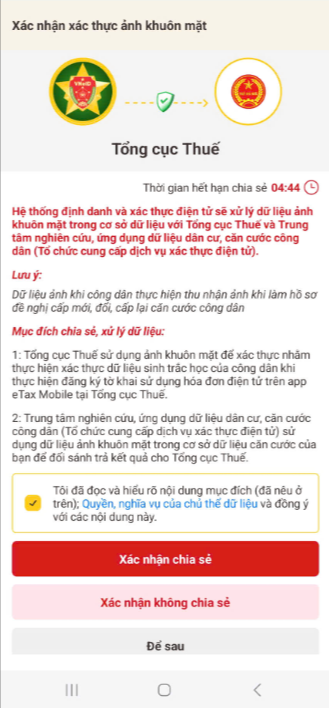 Xác nhận xác thực ảnh khuôn mặt
Tổng cục Thuế
Thời gian hết hạn chia sẻ 04:44
Hệ thống định danh và xác thực điện tử sẽ xử lý dữ liệu ảnh
khuôn mặt trong cơ sở dữ liệu với Tổng cục Thuế và Trung
tâm nghiên cứu, ứng dụng dữ liệu dân cư, căn cước công
dân (Tổ chức cung cấp dịch vụ xác thực điện tử).
Lưu ý:
Dữ liệu ảnh khi công dân thực hiện thu nhận ảnh khi làm hồ sơ
đề nghị cấp mới, đổi, cấp lại căn cước công dân
Mục đích chia sẻ, xử lý dữ liệu:
1: Tổng cục Thuế sử dụng ảnh khuôn mặt để xác thực nhằm
thực hiện xác thực dữ liệu sinh trắc học của công dân khi
thực hiện đăng ký tờ khai sử dụng hóa đơn điện tử trên app
eTax Mobile tại Tổng cục Thuế.
2: Trung tâm nghiên cứu, ứng dụng dữ liệu dân cư, căn cước
công dân (Tổ chức cung cấp dịch vụ xác thực điện tử) sử
dụng dữ liệu ảnh khuôn mặt trong cơ sở dữ liệu căn cước của
bạn để đối sánh trả kết quả cho Tổng cục Thuế.
Tôi đã đọc và hiểu rõ nội dung mục đích (đã nêu ở
trên); Quyền, nghĩa vụ của chủ thể dữ liệu và đồng ý
với các nội dung này.
Xác nhận chia sẻ
Xác nhận không chia sẻ
Để sau